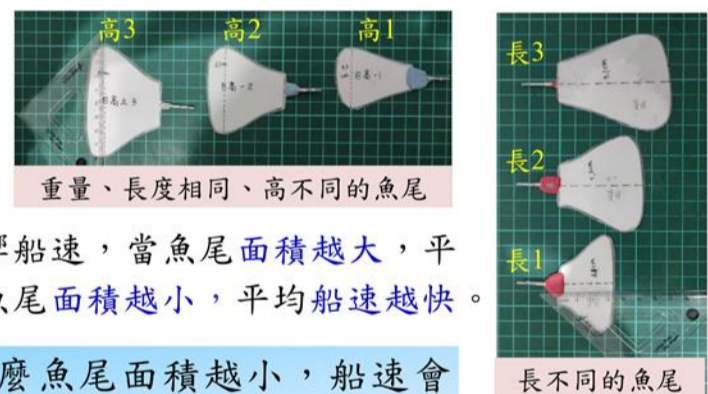 高3
高2
高1
重量、長度相同、高不同的魚尾
船速，當魚尾面積越大，平
尾面積越小，平均船速越快。
麼魚尾面積越小，船速會
長3
長2
長1
長不同的魚尾